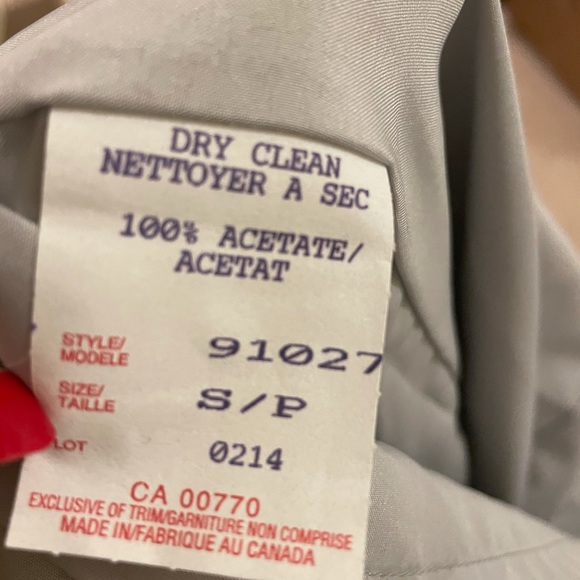 DRY CLEAN
NETTOYER A SEC
100% ACETATE/
ACETAT
STYLE/
MODELE 91027
SIZE/
TAILLE S/P
LOT 0214
CA 00770
EXCLUSIVE OF TRIM/GARNITURE NON COMPRISE
MADE IN/FABRIQUE AU CANADA